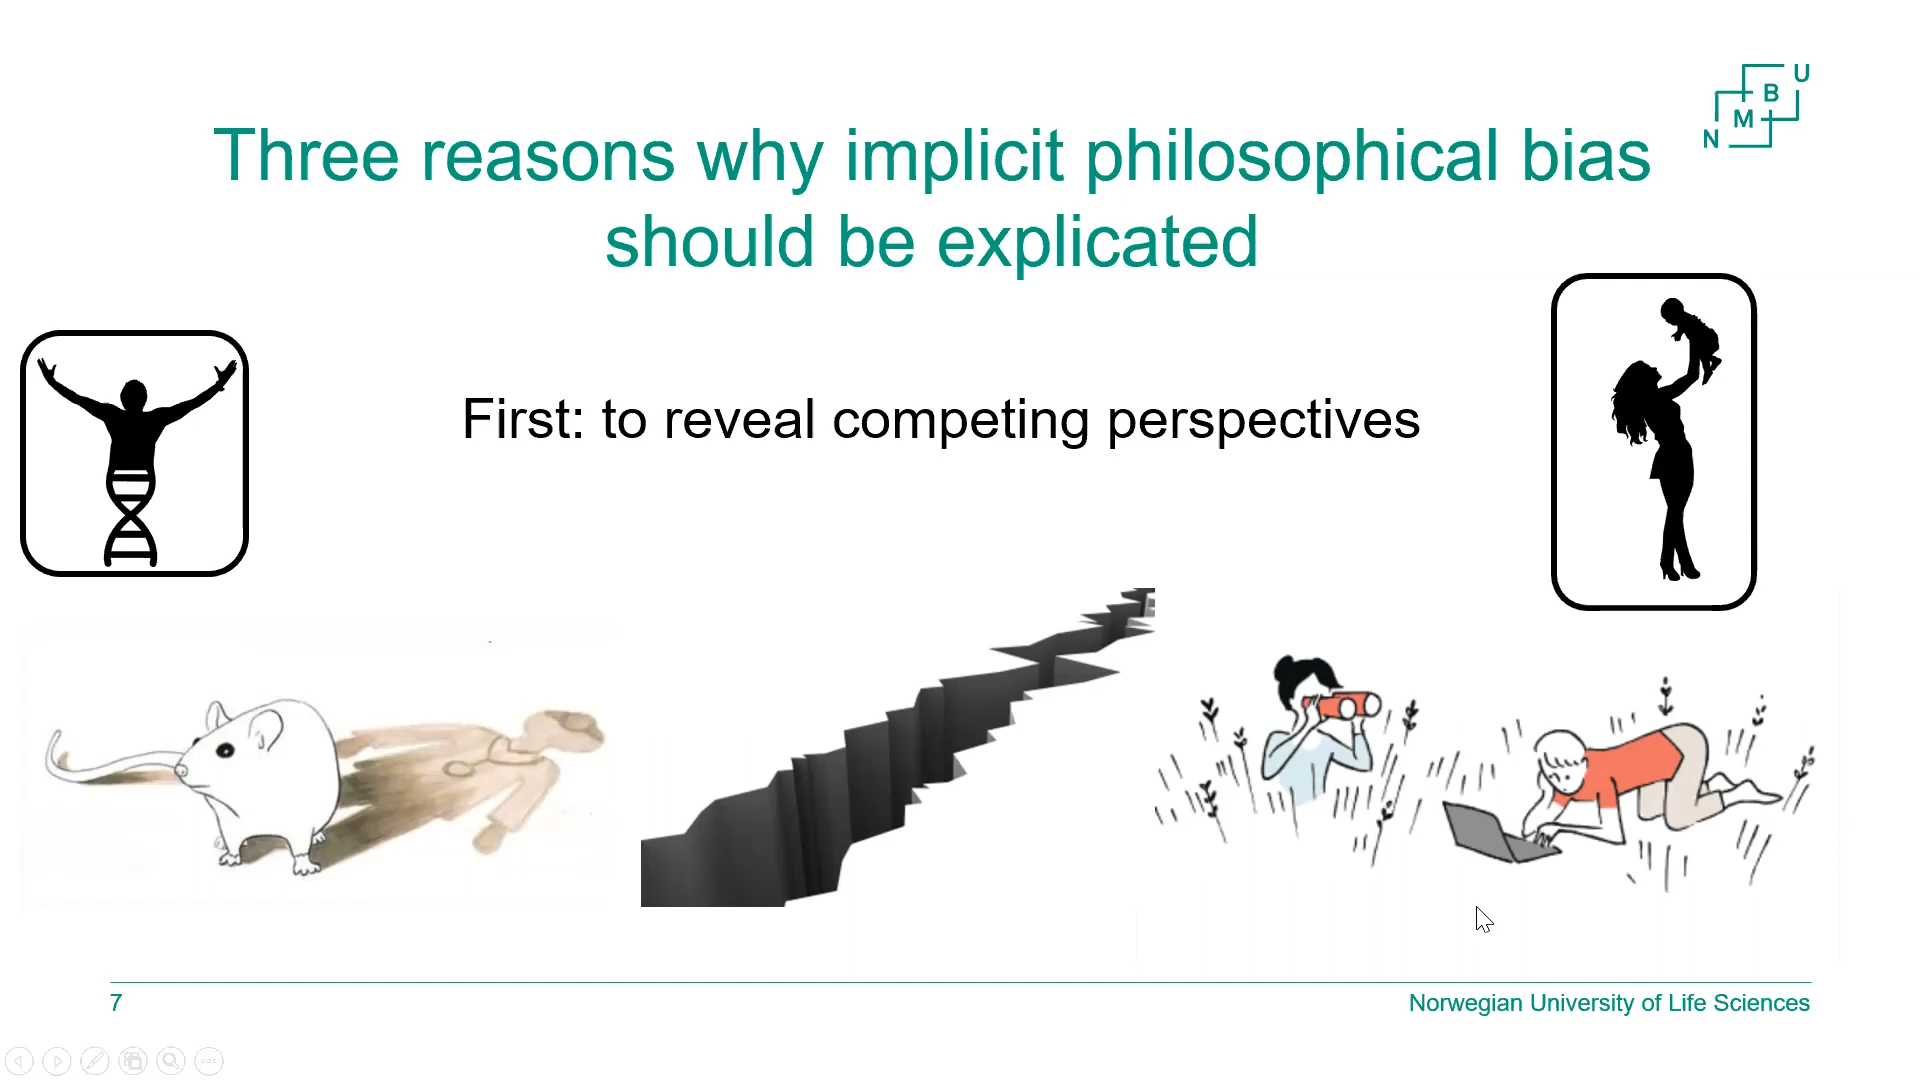 N M B U
Three reasons why implicit philosophical bias
should be explicated
First: to reveal competing perspectives
7
Norwegian University of Life Sciences